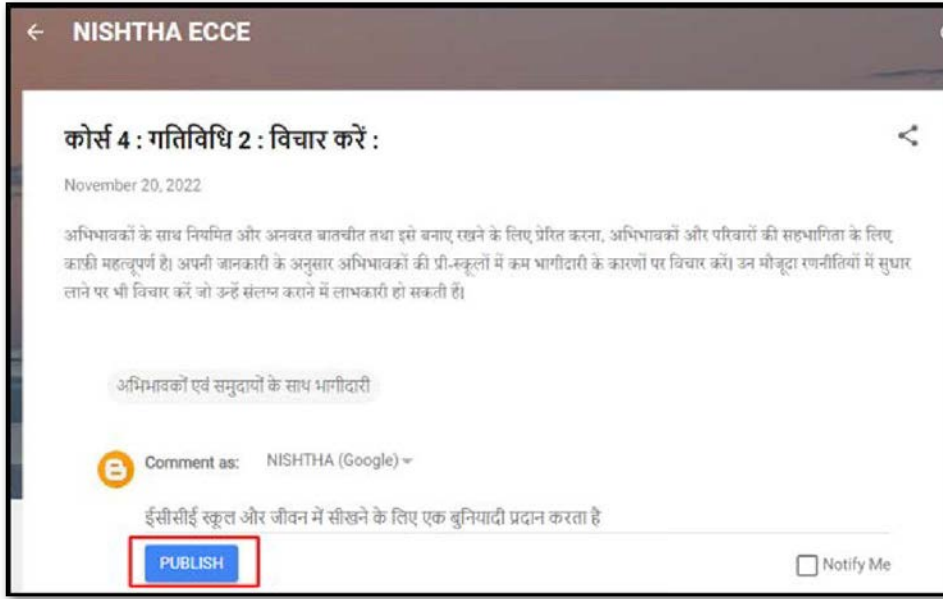 NISHTHA ECCE
कोर्स 4 : गतिविधि 2 : विचार करें :
November 20, 2022
अभिभावकों के साथ नियमित और अनवरत बातचीत तथा इसे बनाए रखने के लिए प्रेरित करना, अभिभावकों और परिवारों की सहभागिता के लिए
काफ़ी महत्वपूर्ण है। अपनी जानकारी के अनुसार अभिभावकों की प्री-स्कूलों में कम भागीदारी के कारणों पर विचार करें। उन मौजूदा रणनीतियों में सुधार
लाने पर भी विचार करें जो उन्हें संलग्न कराने में लाभकारी हो सकती हैं।
अभिभावकों एवं समुदायों के साथ भागीदारी
Comment as: NISHTHA (Google)
ईसीसीई स्कूल और जीवन में सीखने के लिए एक बुनियादी प्रदान करता है
PUBLISH Notify Me